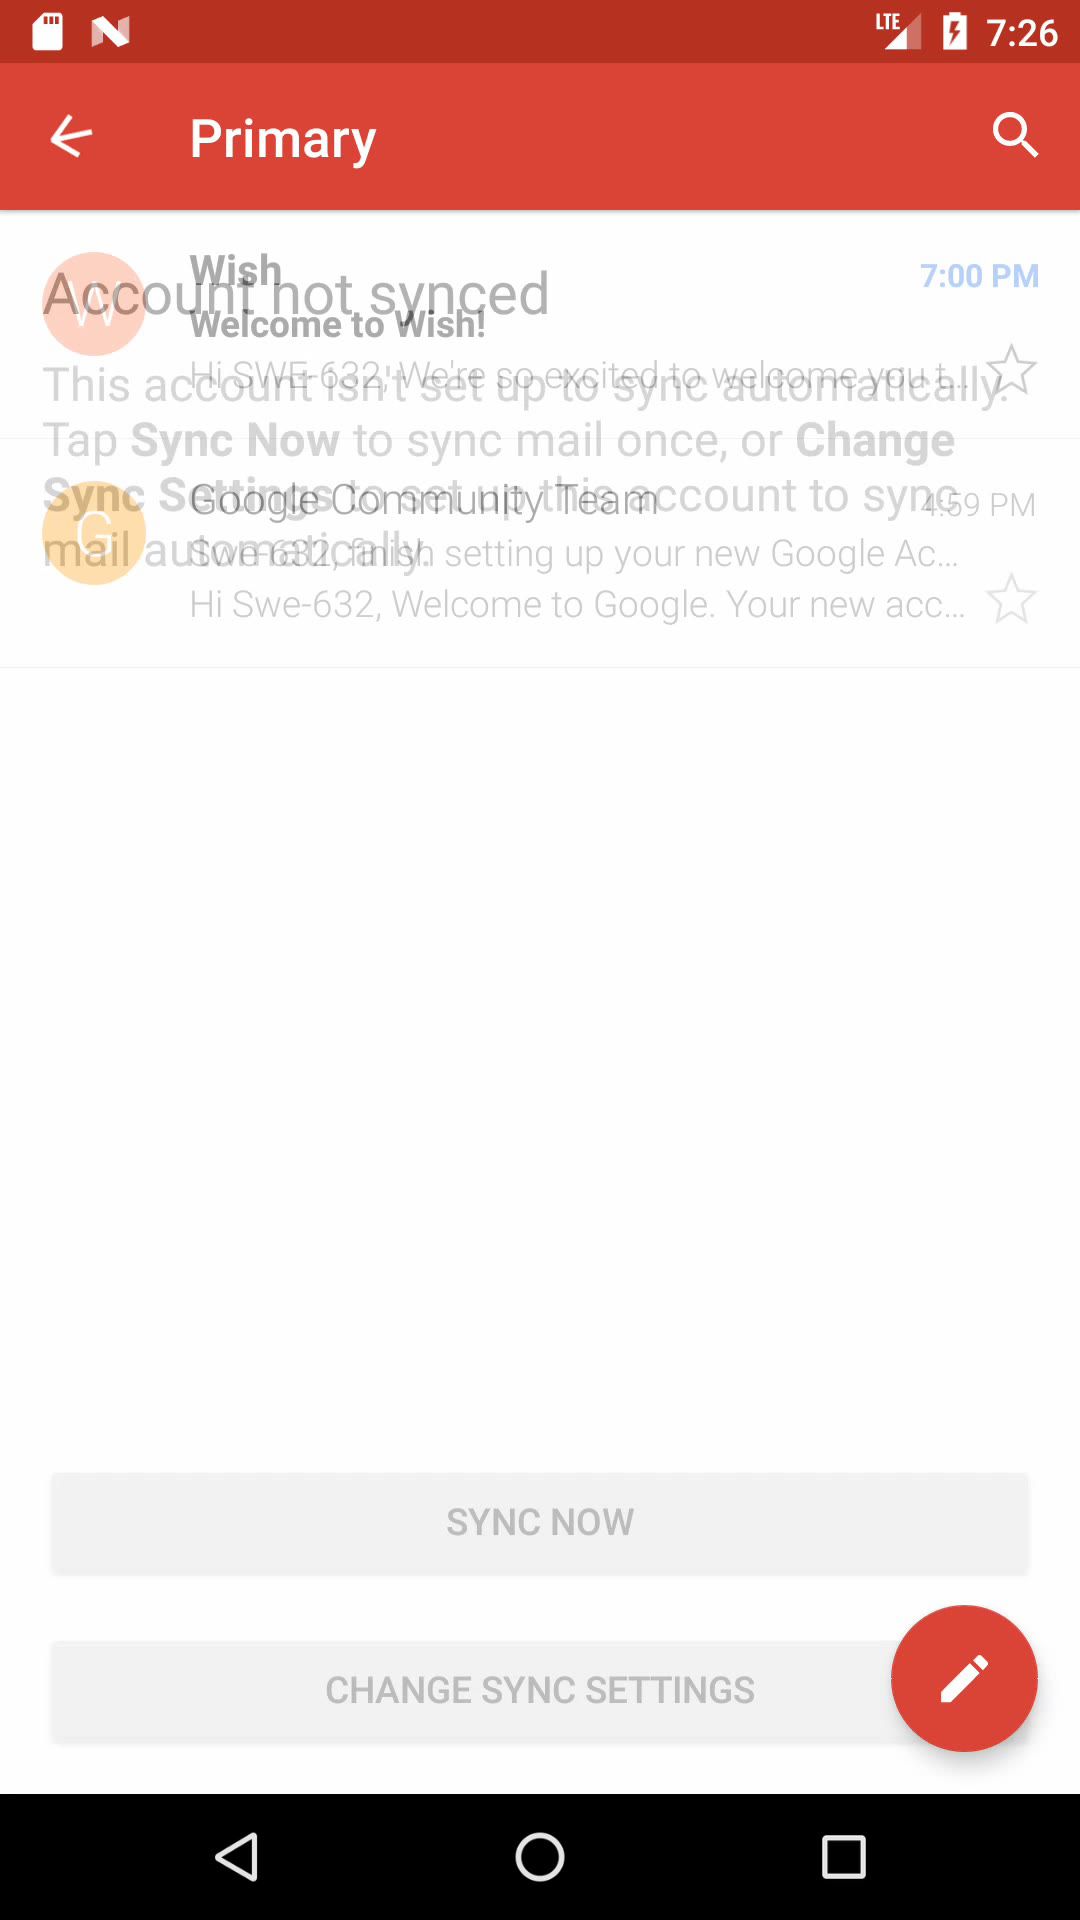 LTE 7:26
Primary
Account not synced
This account isn't set up to sync automatically.
Tap Sync Now to sync mail once, or Change
Sync Settings to set up this account to sync
mail automatically.
W
Wish
7:00 PM
Welcome to Wish!
Hi SWE-632, We're so excited to welcome you t...
G
Google Community Team
4:59 PM
Swe-632, finish setting up your new Google Ac...
Hi Swe-632, Welcome to Google. Your new acc...
SYNC NOW
CHANGE SYNC SETTINGS